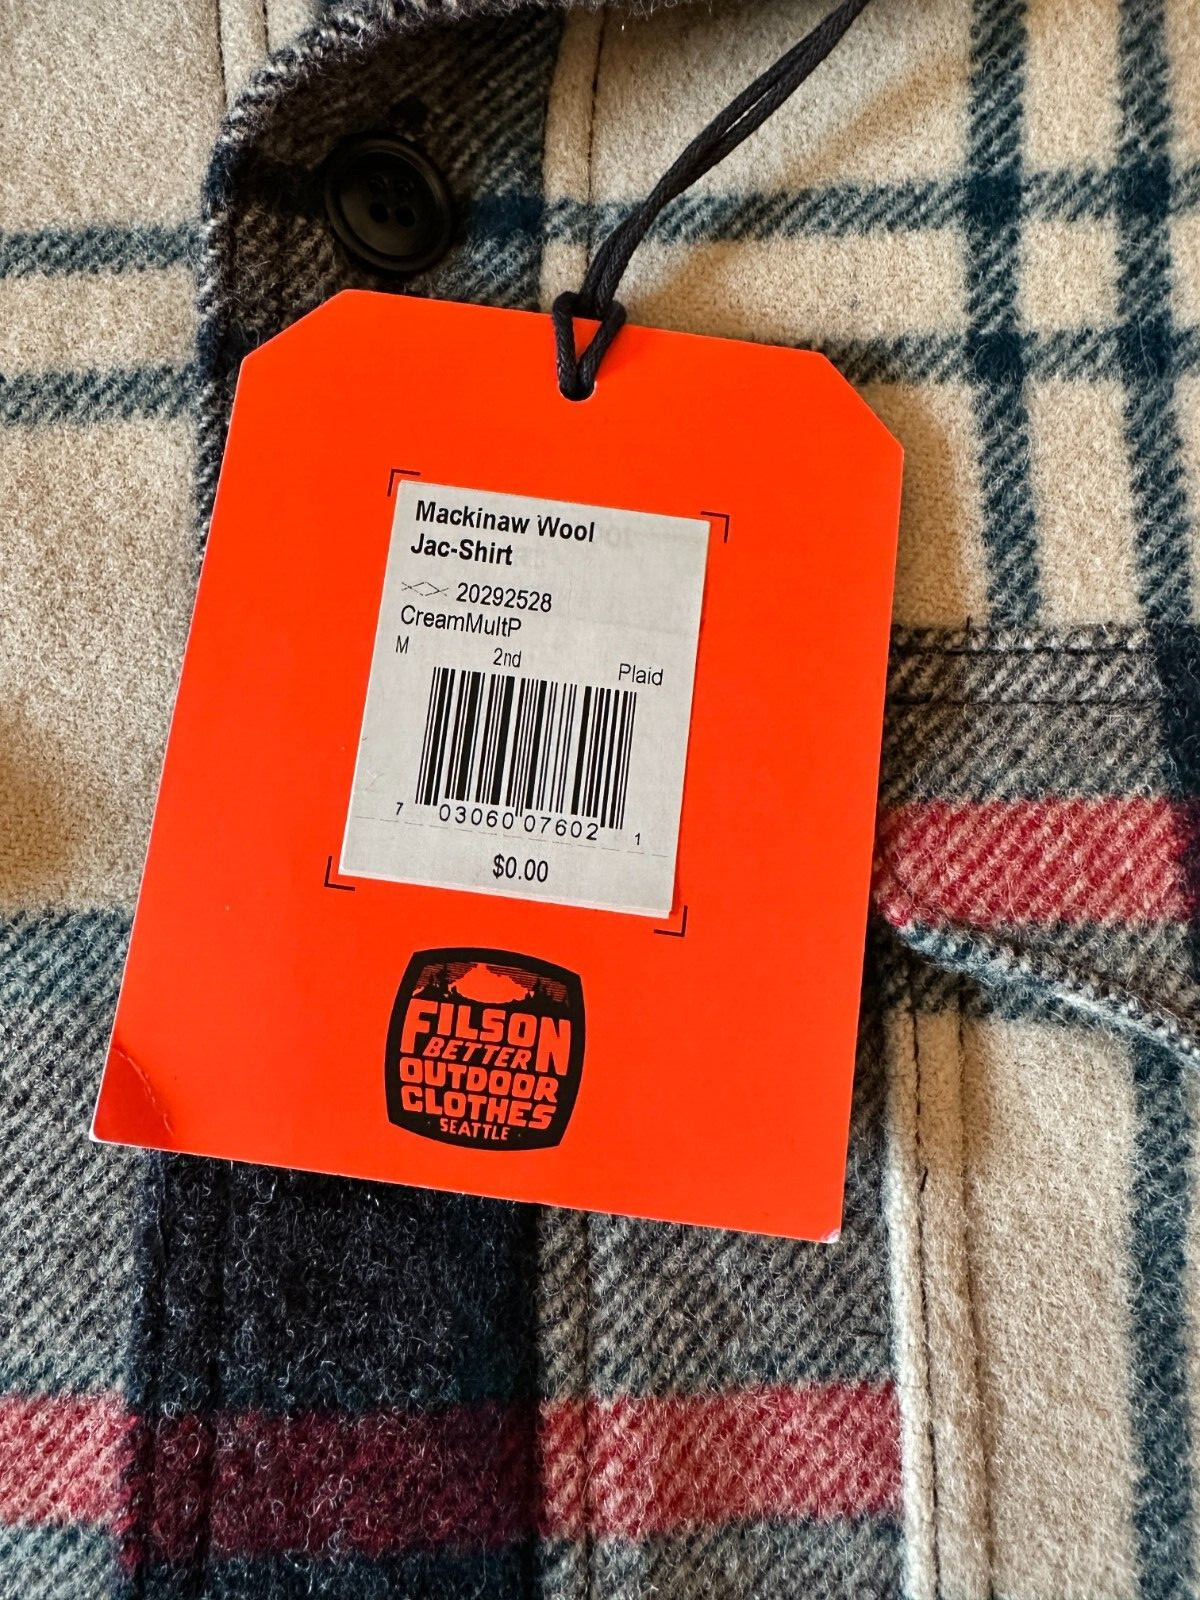 Mackinaw Wool
Jac-Shirt
20292528
CreamMultP
M 2nd Plaid
7 03060 07602 1
$0.00
FILSON
BETTER
OUTDOOR
CLOTHES
SEATTLE